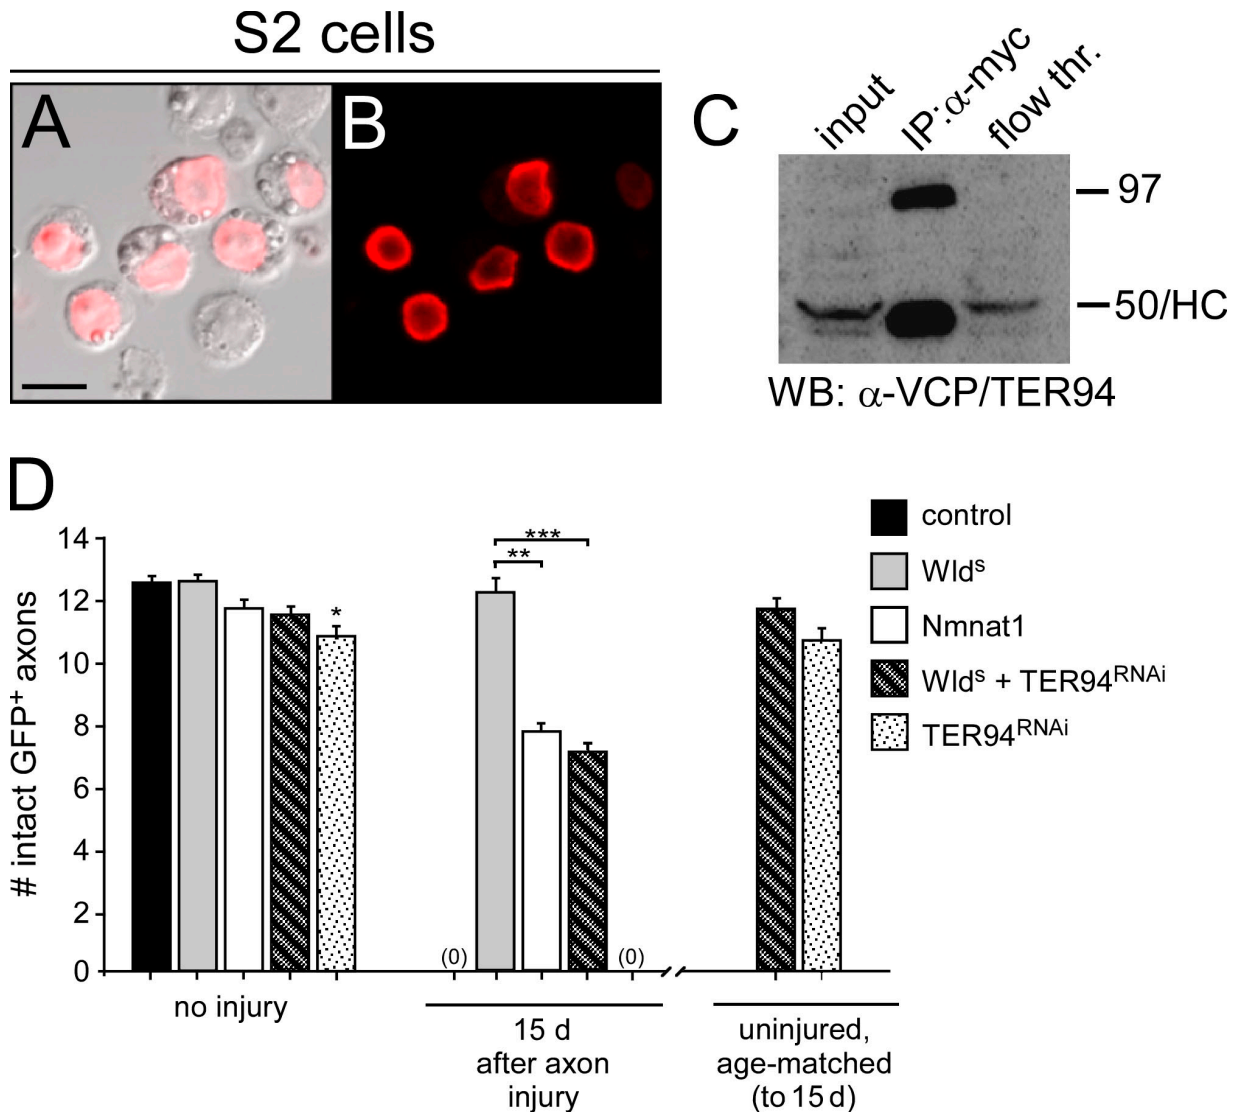 S2 cells
A
B
C
input
IP:α-myc
flow thr.
97
50/HC
WB: α-VCP/TER94
D
# intact GFP⁺ axons
14
12
10
8
6
4
2
0
*
***
**
(0)
(0)
no injury
15 d
after axon
injury
uninjured,
age-matched
(to 15 d)
control
Wldˢ
Nmnat1
Wldˢ + TER94ᴿᴺᴬⁱ
TER94ᴿᴺᴬⁱ